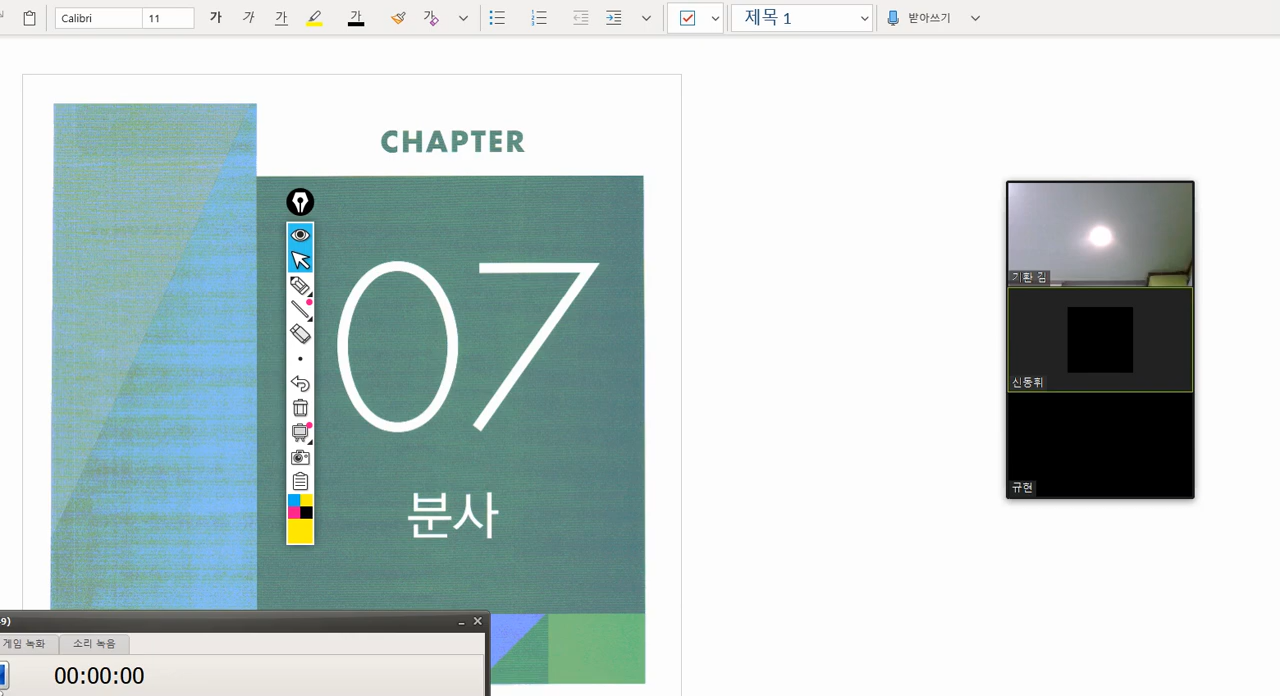 Calibri
11
가
가
가
가
가
제목 1
받아쓰기
CHAPTER
07
분사
기환 김
신동휘
규현
9)
게임 녹화
소리 녹음
00:00:00